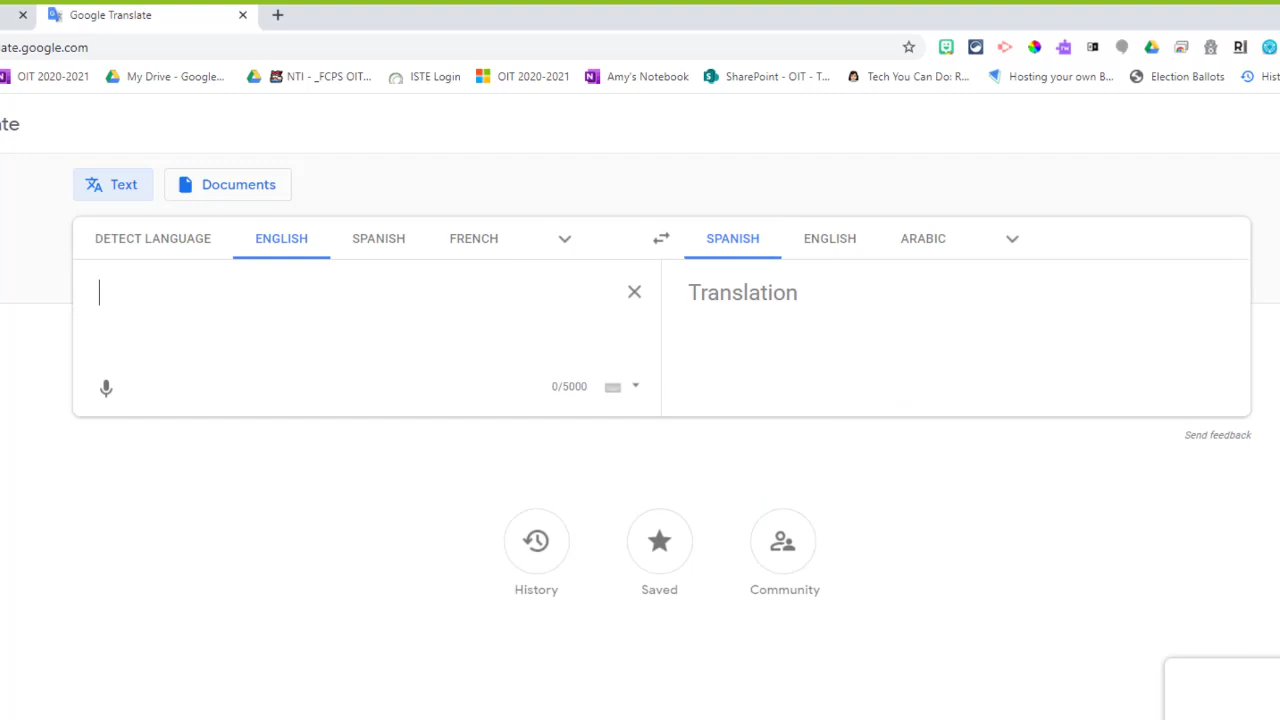 Google Translate
ate.google.com
OIT 2020-2021 My Drive - Google... NTI - _FCPS OIT... ISTE Login OIT 2020-2021 Amy's Notebook SharePoint - OIT - T... Tech You Can Do: R... Hosting your own B... Election Ballots Hist
ate
Text Documents
DETECT LANGUAGE ENGLISH SPANISH FRENCH SPANISH ENGLISH ARABIC
Translation
0/5000
Send feedback
History Saved Community